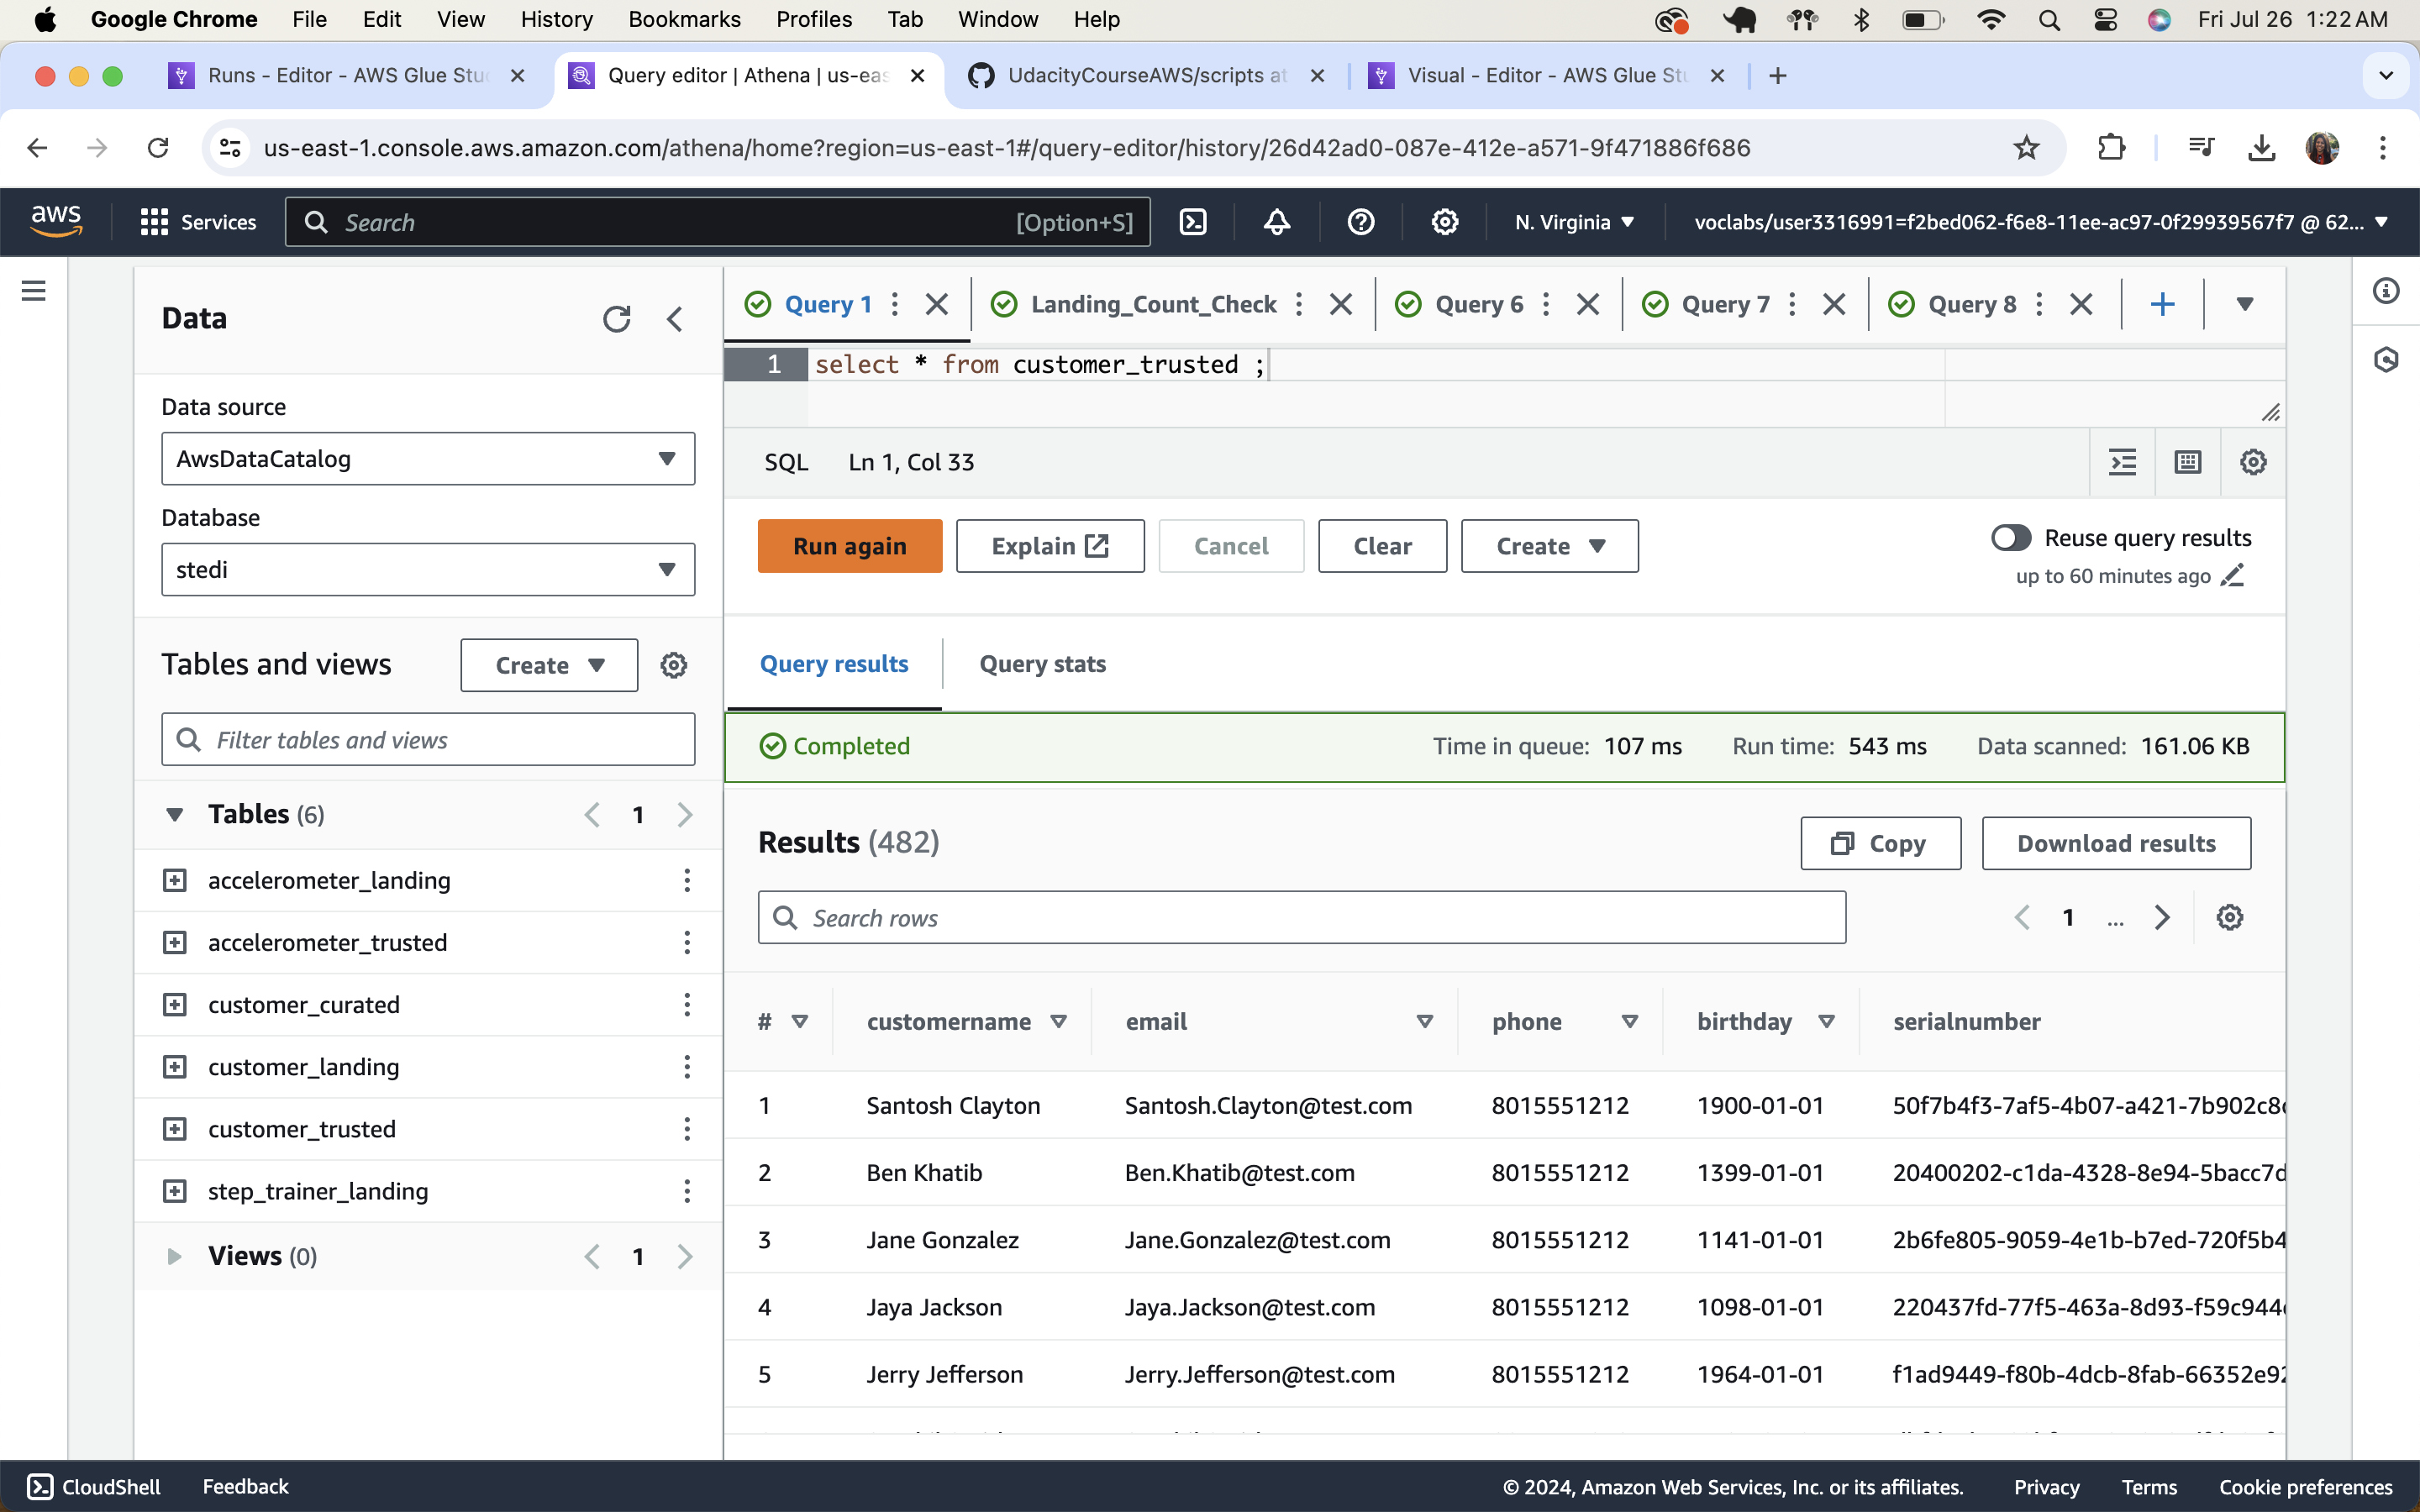 Google Chrome File Edit View History Bookmarks Profiles Tab Window Help Fri Jul 26 1:22 AM
Runs - Editor - AWS Glue Stu Query editor | Athena | us-eas UdacityCourseAWS/scripts at Visual - Editor - AWS Glue Stu
us-east-1.console.aws.amazon.com/athena/home?region=us-east-1#/query-editor/history/26d42ad0-087e-412e-a571-9f471886f686
aws Services Search [Option+S] N. Virginia voclabs/user3316991=f2bed062-f6e8-11ee-ac97-0f29939567f7 @ 62...
Data
Data source
AwsDataCatalog
Database
stedi
Tables and views Create
Filter tables and views
Tables (6) 1
accelerometer_landing
accelerometer_trusted
customer_curated
customer_landing
customer_trusted
step_trainer_landing
Views (0) 1
Query 1 Landing_Count_Check Query 6 Query 7 Query 8
1 select * from customer_trusted ;
SQL Ln 1, Col 33
Run again Explain Cancel Clear Create Reuse query results
up to 60 minutes ago
Query results Query stats
Completed Time in queue: 107 ms Run time: 543 ms Data scanned: 161.06 KB
Results (482) Copy Download results
Search rows 1 ...
# customername email phone birthday serialnumber
1 Santosh Clayton Santosh.Clayton@test.com 8015551212 1900-01-01 50f7b4f3-7af5-4b07-a421-7b902c8
2 Ben Khatib Ben.Khatib@test.com 8015551212 1399-01-01 20400202-c1da-4328-8e94-5bacc7d
3 Jane Gonzalez Jane.Gonzalez@test.com 8015551212 1141-01-01 2b6fe805-9059-4e1b-b7ed-720f5b4
4 Jaya Jackson Jaya.Jackson@test.com 8015551212 1098-01-01 220437fd-77f5-463a-8d93-f59c944
5 Jerry Jefferson Jerry.Jefferson@test.com 8015551212 1964-01-01 f1ad9449-f80b-4dcb-8fab-66352e92
CloudShell Feedback © 2024, Amazon Web Services, Inc. or its affiliates. Privacy Terms Cookie preferences